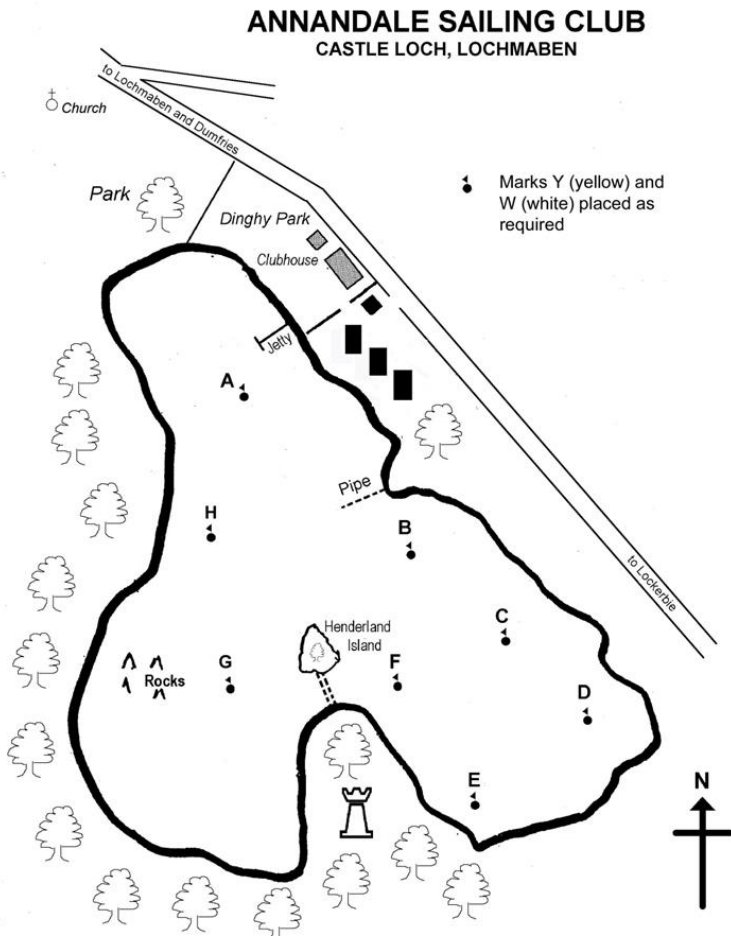 ANNANDALE SAILING CLUB
CASTLE LOCH, LOCHMABEN
to Lochmaben and Dumfries
Church
Marks Y (yellow) and
W (white) placed as
required
Park
Dinghy Park
Clubhouse
Jetty
A
Pipe
H
B
to Lockerbie
C
Henderland
Island
F
G
Rocks
D
E
N